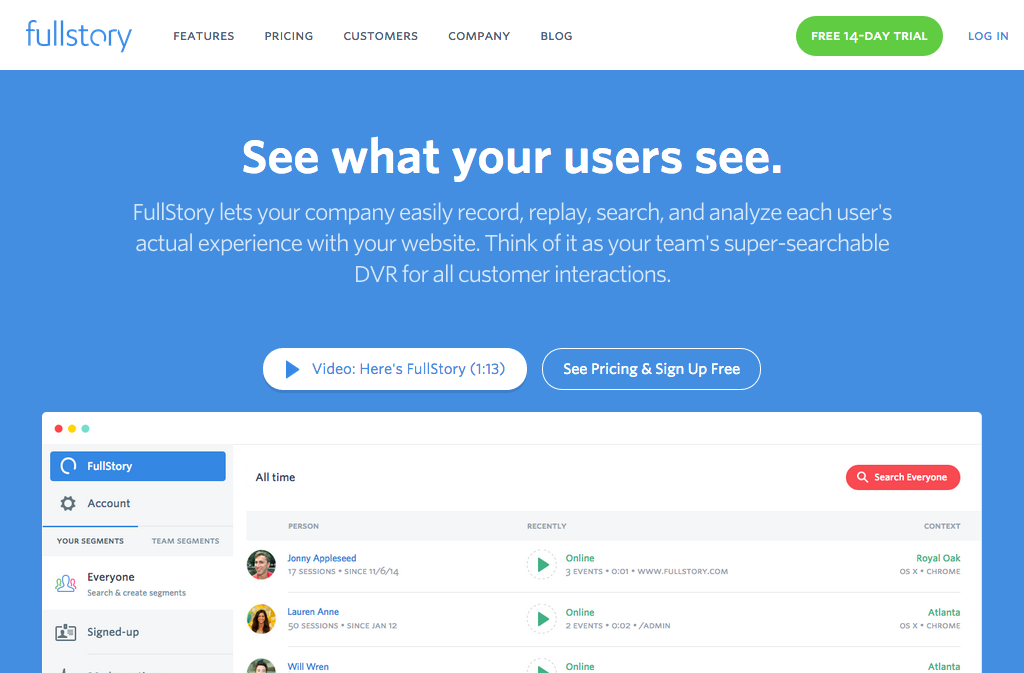 fullstory
FEATURES
PRICING
CUSTOMERS
COMPANY
BLOG
FREE 14-DAY TRIAL
LOG IN
See what your users see.
FullStory lets your company easily record, replay, search, and analyze each user's
actual experience with your website. Think of it as your team's super-searchable
DVR for all customer interactions.
Video: Here's FullStory (1:13)
See Pricing & Sign Up Free
FullStory
Account
YOUR SEGMENTS
TEAM SEGMENTS
Everyone
Search & create segments
Signed-up
All time
Search Everyone
PERSON
RECENTLY
CONTEXT
Jonny Appleseed
17 SESSIONS • SINCE 11/6/14
Online
3 EVENTS • 0:01 • WWW.FULLSTORY.COM
Royal Oak
OS X • CHROME
Lauren Anne
50 SESSIONS • SINCE JAN 12
Online
2 EVENTS • 0:02 • /ADMIN
Atlanta
OS X • CHROME
Will Wren
Online
Atlanta